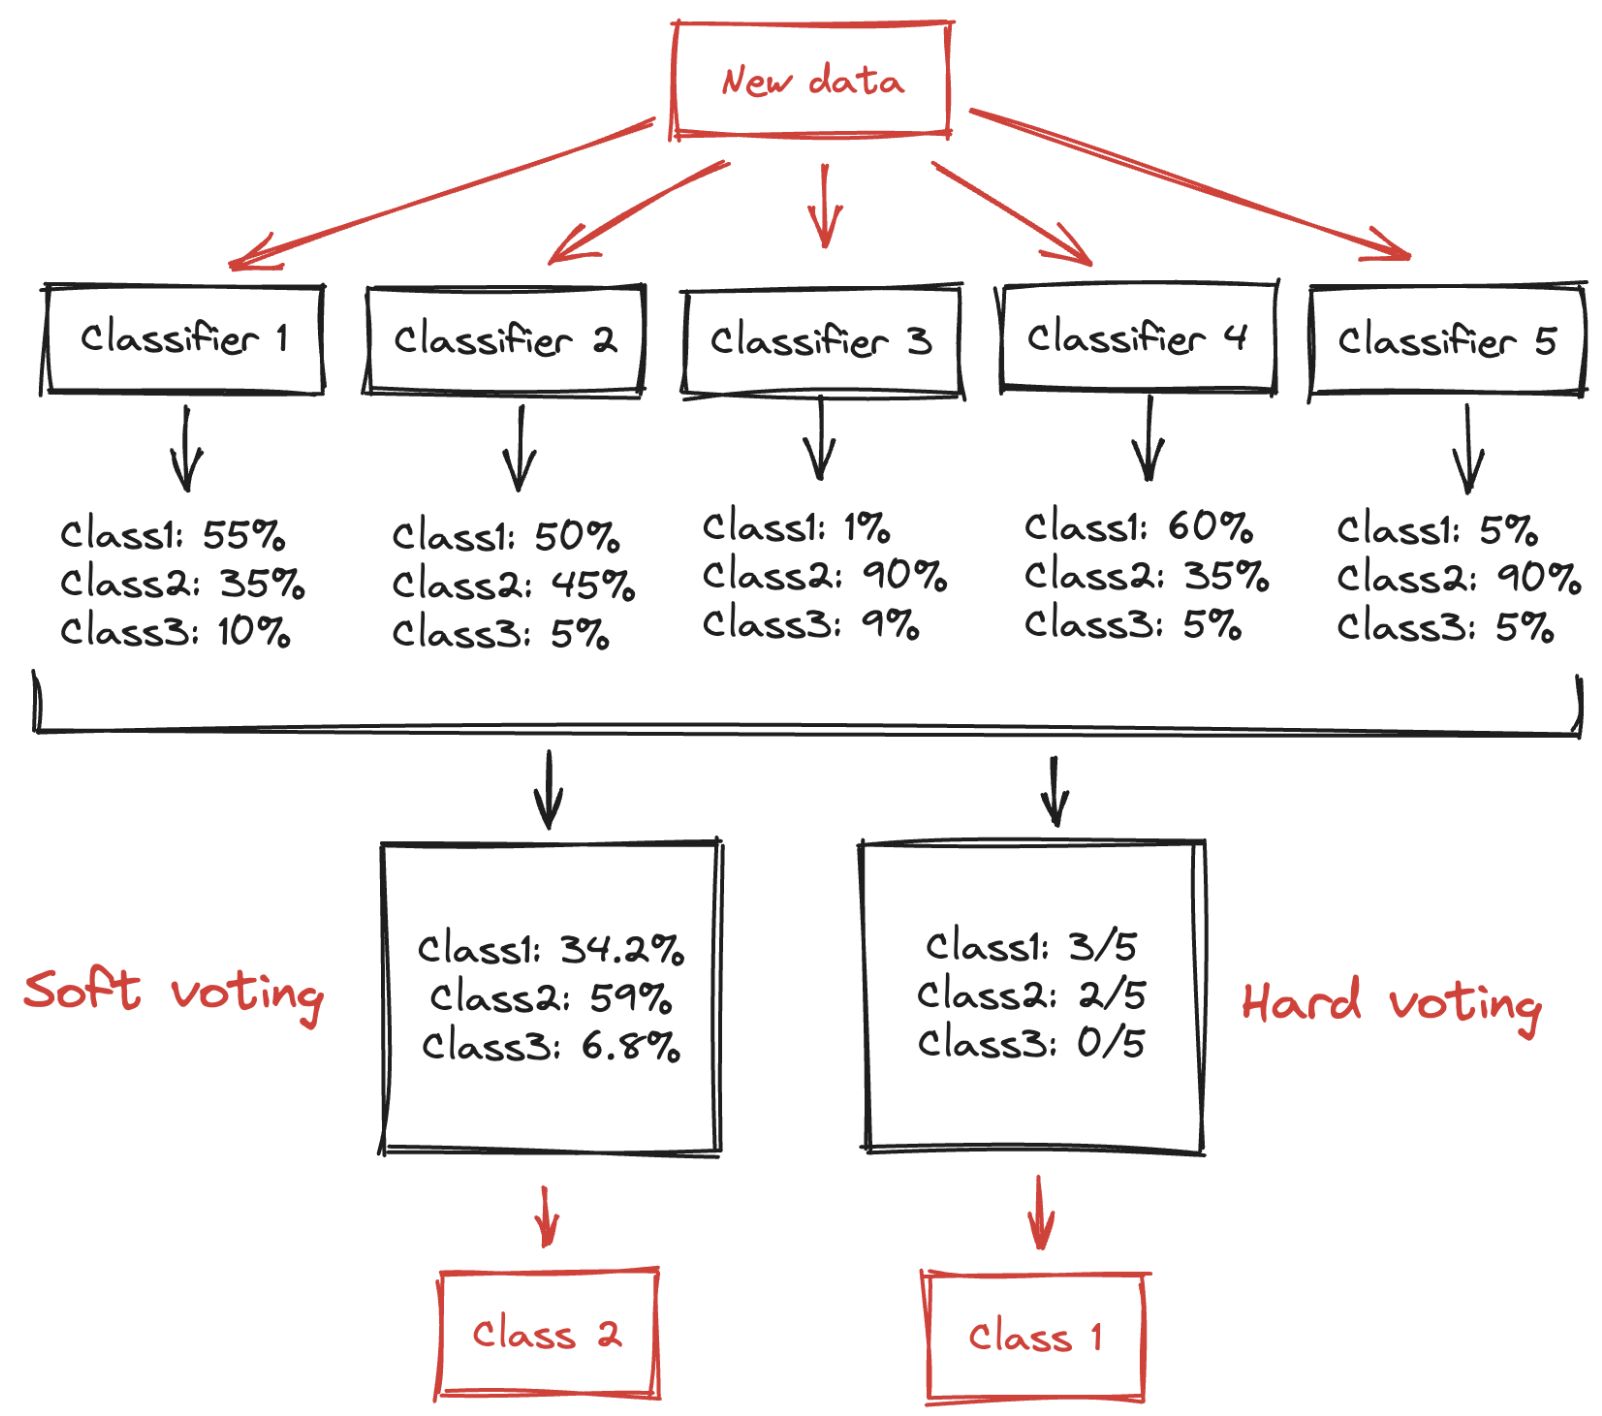 New data
Classifier 1
Classifier 2
Classifier 3
Classifier 4
Classifier 5
Class1: 55%
Class2: 35%
Class3: 10%
Class1: 50%
Class2: 45%
Class3: 5%
Class1: 1%
Class2: 90%
Class3: 9%
Class1: 60%
Class2: 35%
Class3: 5%
Class1: 5%
Class2: 90%
Class3: 5%
Soft voting
Class1: 34.2%
Class2: 59%
Class3: 6.8%
Class1: 3/5
Class2: 2/5
Class3: 0/5
Hard voting
Class 2
Class 1